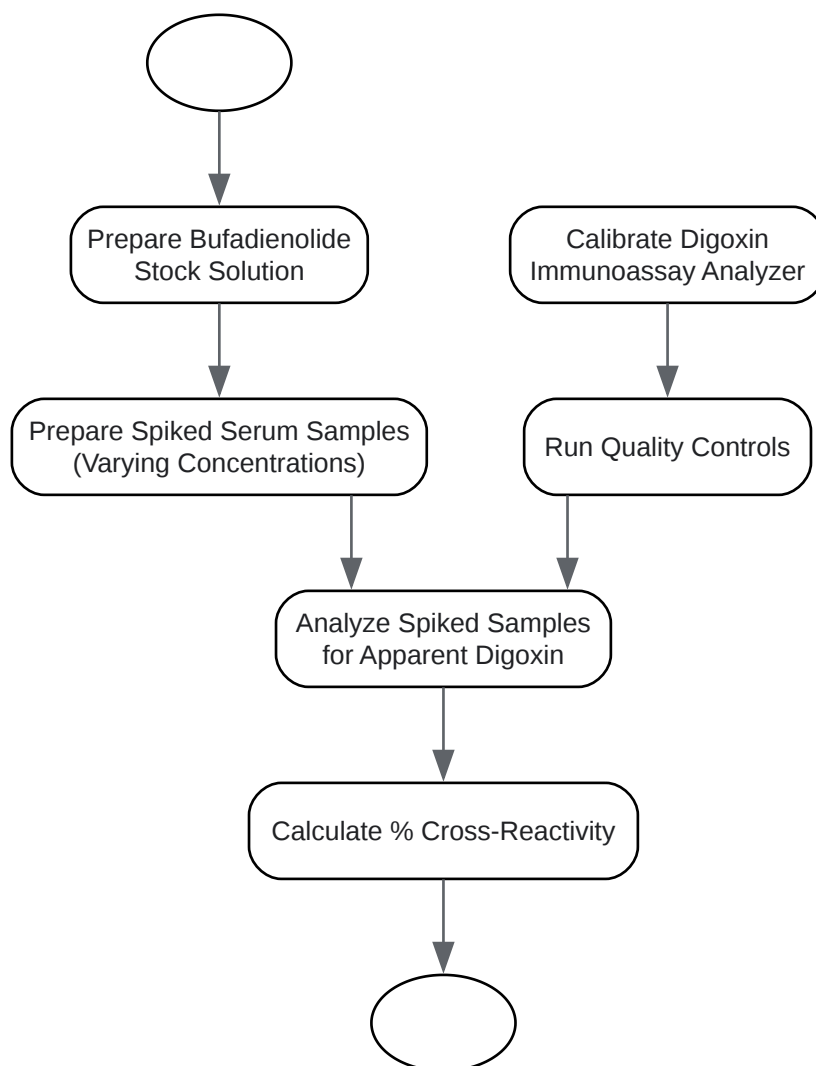 Prepare Bufadienolide
Stock Solution
Calibrate Digoxin
Immunoassay Analyzer
Prepare Spiked Serum Samples
(Varying Concentrations)
Run Quality Controls
Analyze Spiked Samples
for Apparent Digoxin
Calculate % Cross-Reactivity